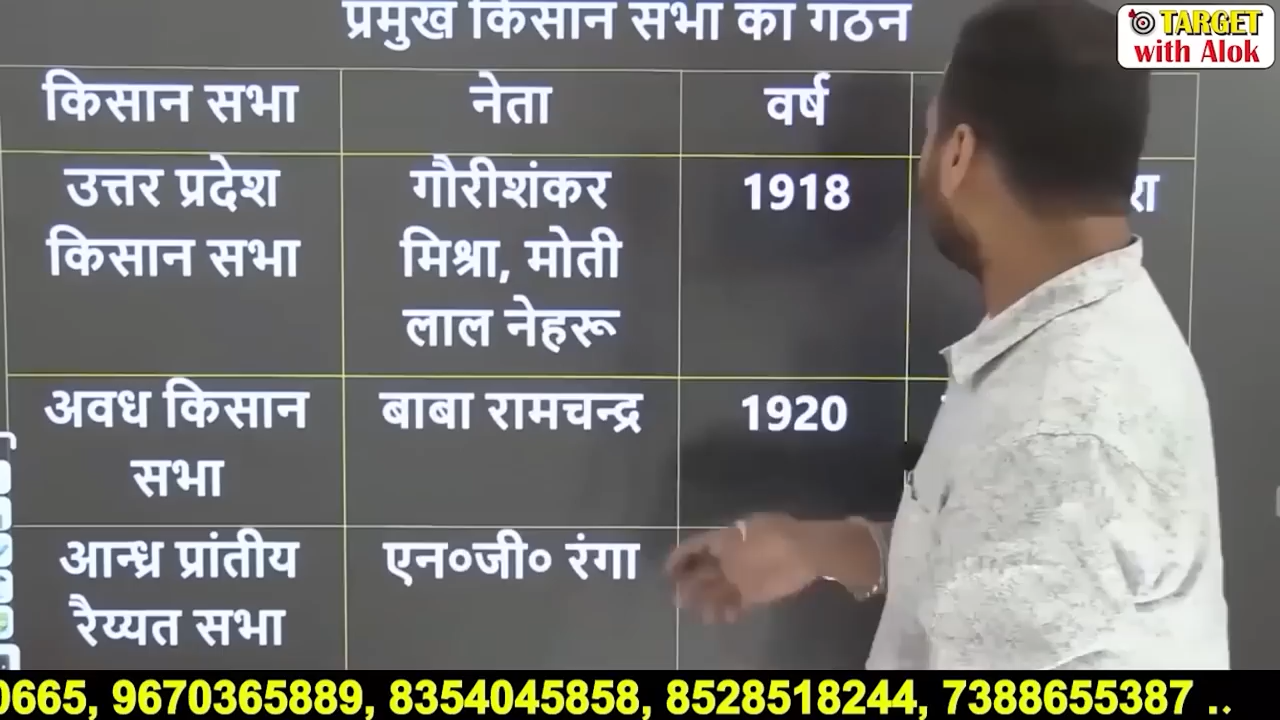 प्रमुख किसान सभा का गठन
TARGET
with Alok
किसान सभा नेता वर्ष
उत्तर प्रदेश गौरीशंकर 1918
किसान सभा मिश्रा, मोती
लाल नेहरू
अवध किसान बाबा रामचन्द्र 1920
सभा
आन्ध्र प्रांतीय एन०जी० रंगा
रैय्यत सभा
0665, 9670365889, 8354045858, 8528518244, 7388655387 ..